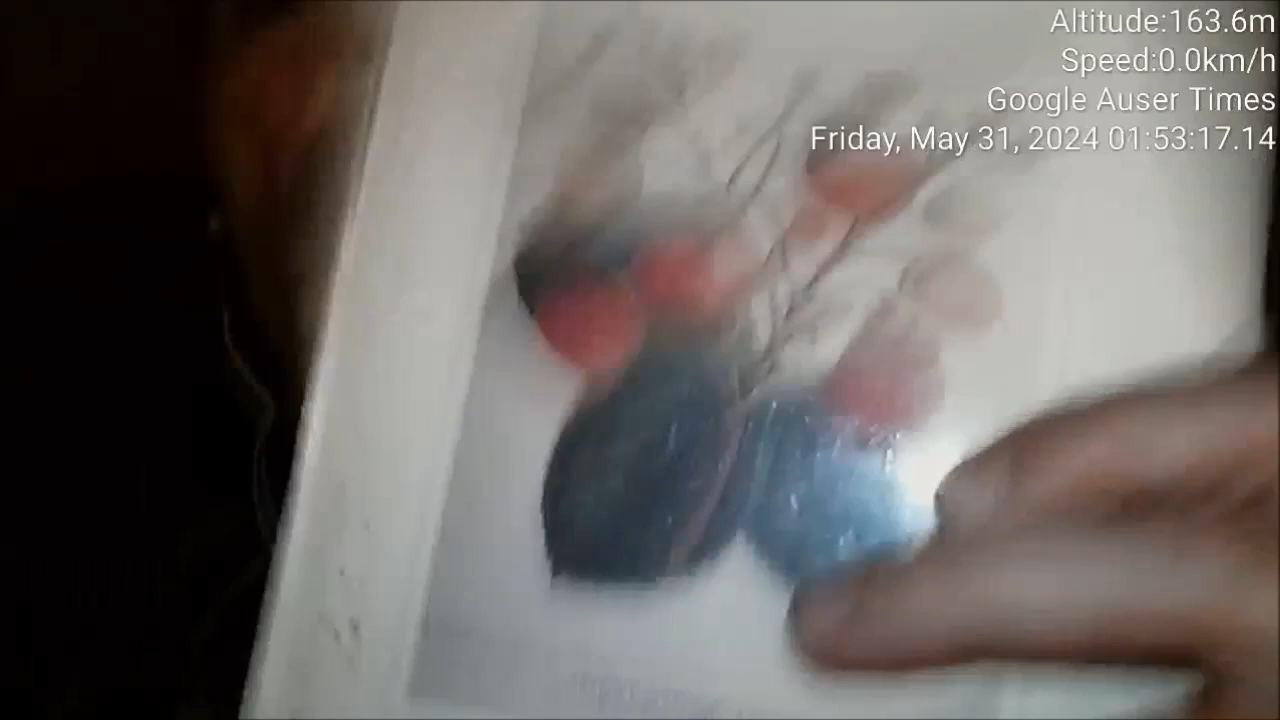 Altitude:163.6m
Speed:0.0km/h
Google Auser Times
Friday, May 31, 2024 01:53:17.14